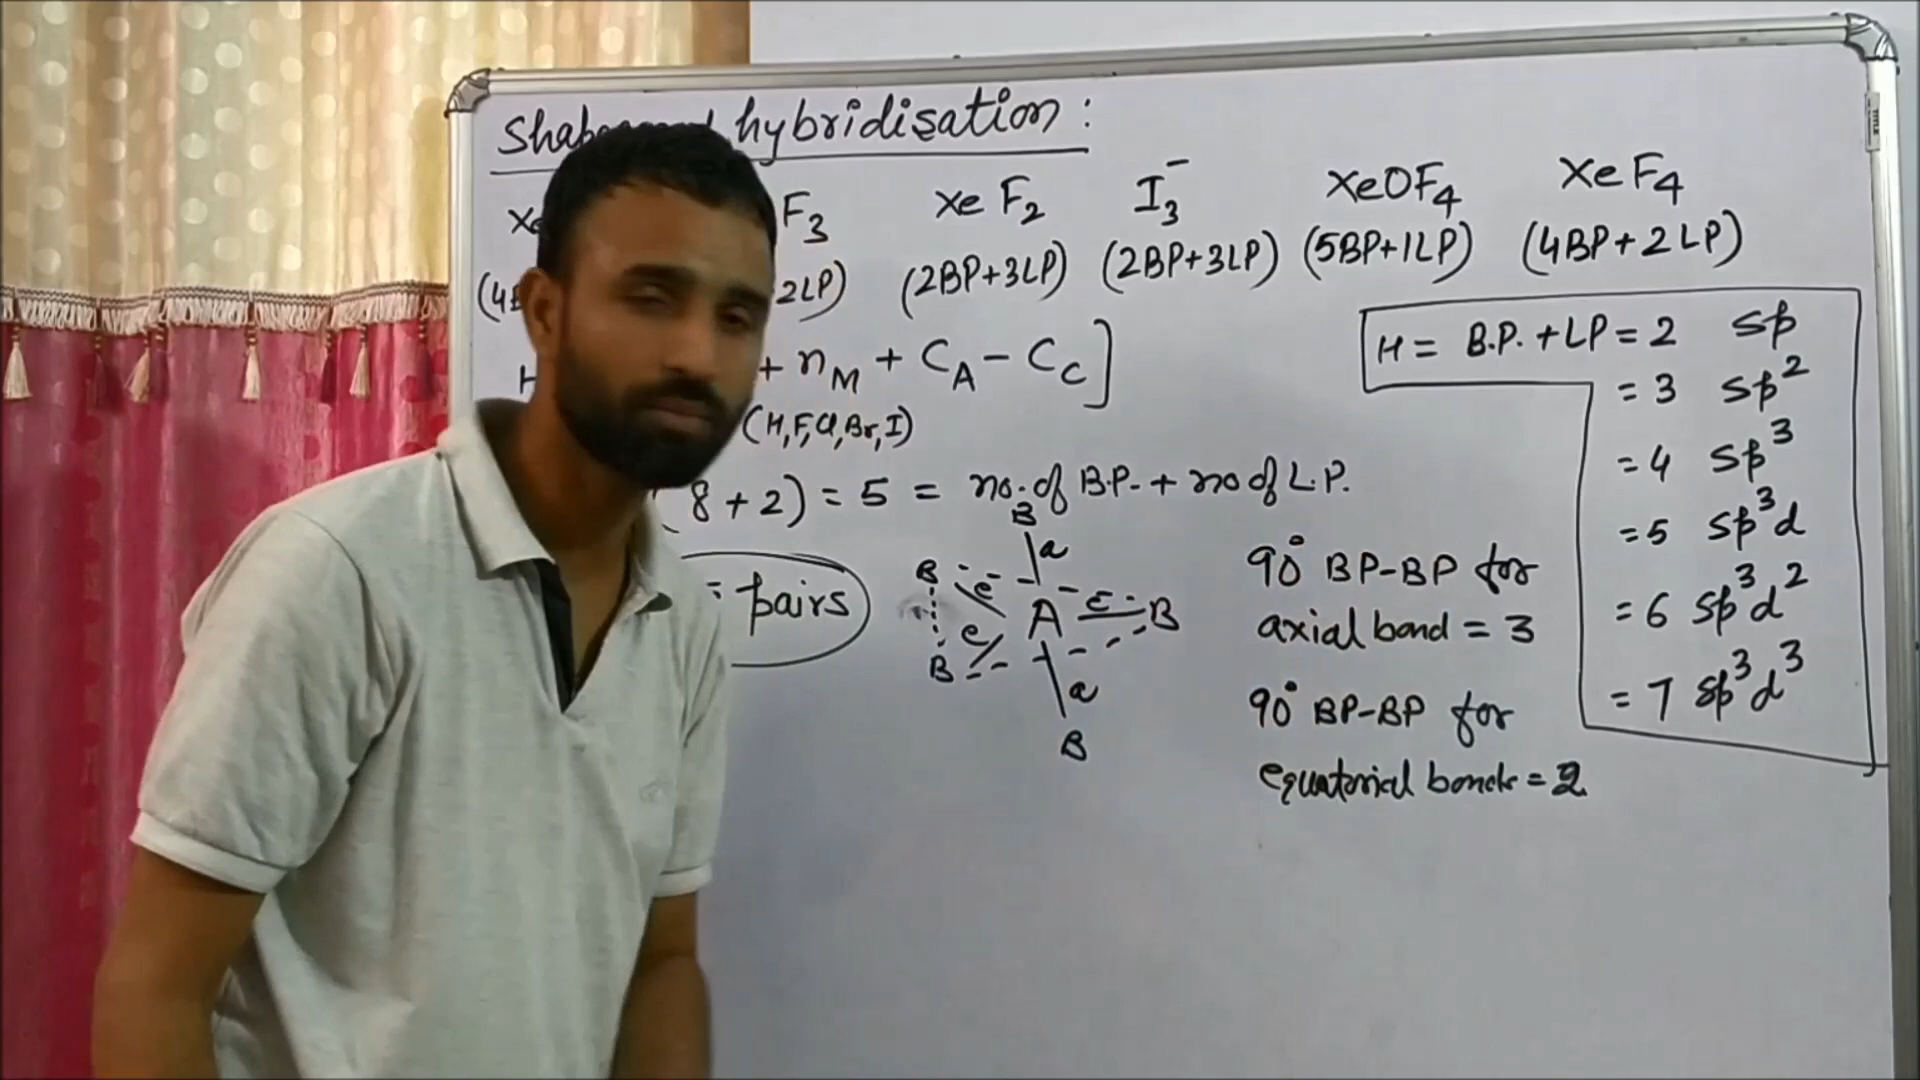 hybridisation :
F₃ XeF₂ I₃⁻ XeOF₄ XeF₄
2LP) (2BP+3LP) (2BP+3LP) (5BP+1LP) (4BP+2LP)
+ nM + CA - CC]
(H,F,Cl,Br,I)
(8+2) = 5 = no. of B.P. + no of L.P.
pairs
B
a
B e
A e B
e
B
a
B
90° BP-BP for
axial bond = 3
90° BP-BP for
equatorial bonds = 2
H = B.P. + LP = 2 sp
= 3 sp²
= 4 sp³
= 5 sp³d
= 6 sp³d²
= 7 sp³d³